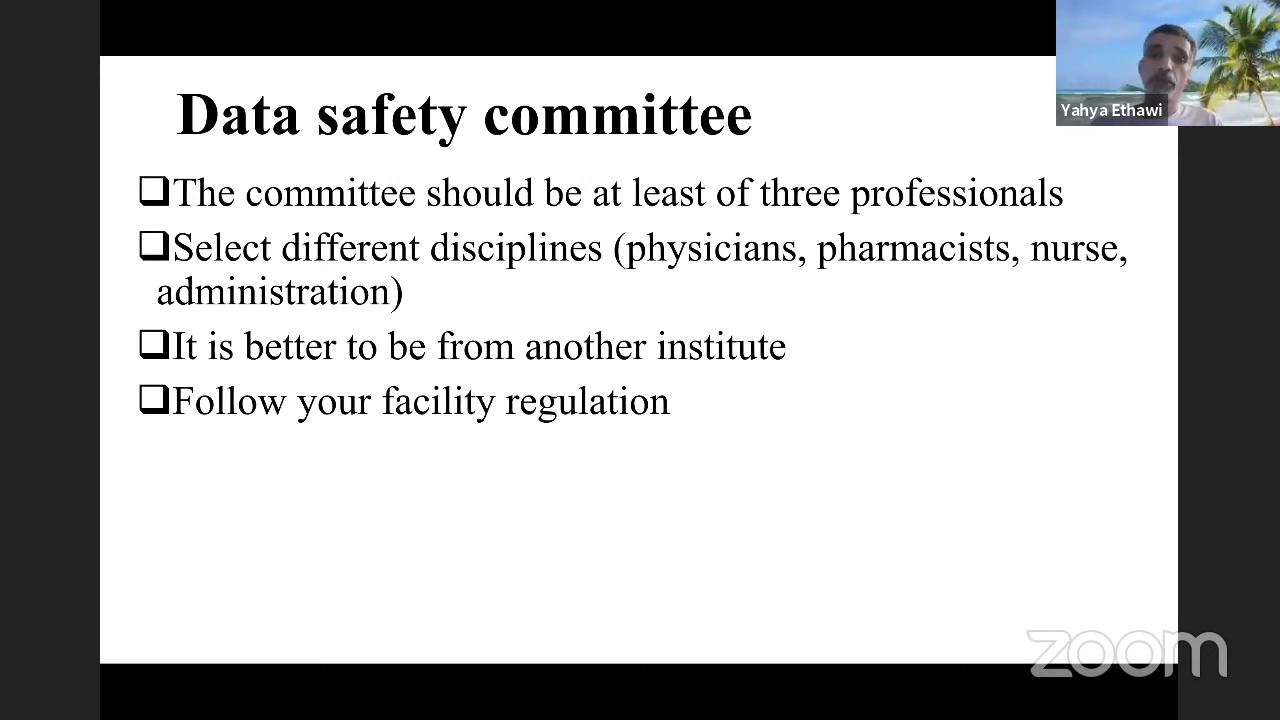 Data safety committee
Yahya Ethawi
❑The committee should be at least of three professionals
❑Select different disciplines (physicians, pharmacists, nurse,
administration)
❑It is better to be from another institute
❑Follow your facility regulation
zoom